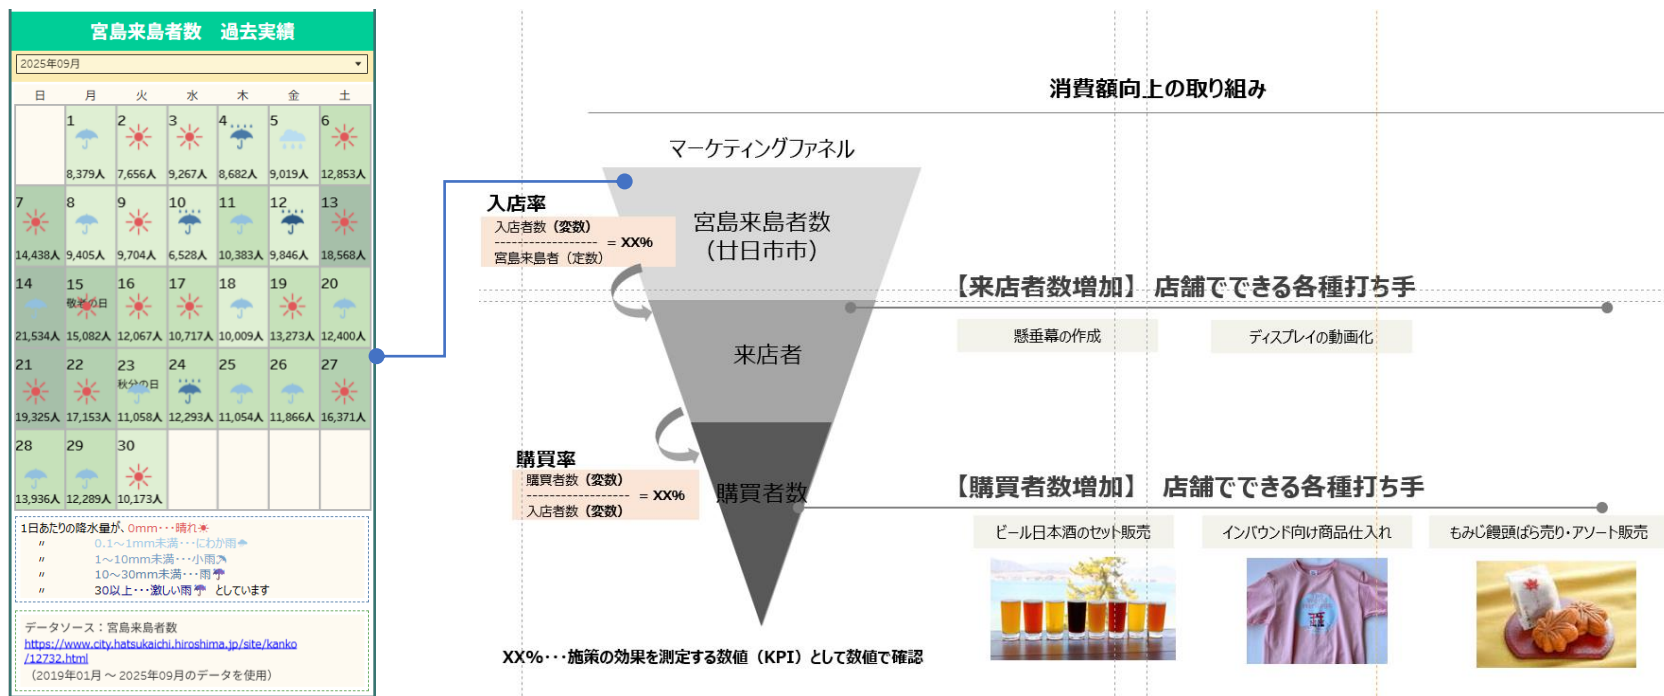 宮島来島者数 過去実績
2025年09月
日 月 火 水 木 金 土
1 2 3 4 5 6
8,379人 7,656人 9,267人 8,682人 9,019人 12,853人
7 8 9 10 11 12 13
14,438人 9,405人 9,704人 6,528人 10,383人 9,846人 18,568人
14 15 16 17 18 19 20
敬老の日
21,534人 15,082人 12,067人 10,717人 10,009人 13,273人 12,400人
21 22 23 24 25 26 27
秋分の日
19,325人 17,153人 11,058人 12,293人 11,054人 11,866人 16,371人
28 29 30
13,936人 12,289人 10,173人
1日あたりの降水量が、0mm・・・晴れ
〃 0.1～1mm未満・・・にわか雨
〃 1～10mm未満・・・小雨
〃 10～30mm未満・・・雨
〃 30以上・・・激しい雨 としています
データソース：宮島来島者数
https://www.city.hatsukaichi.hiroshima.jp/site/kanko
/12732.html
（2019年01月 ～ 2025年09月のデータを使用）
消費額向上の取り組み
マーケティングファネル
入店率
入店者数（変数）
------------------ = XX%
宮島来島者（定数）
宮島来島者数
（廿日市市）
来店者
購買者数
購買率
購買者数（変数）
------------------ = XX%
入店者数（変数）
XX%・・・施策の効果を測定する数値（KPI）として数値で確認
【来店者数増加】 店舗でできる各種打ち手
懸垂幕の作成
ディスプレイの動画化
【購買者数増加】 店舗でできる各種打ち手
ビール日本酒のセット販売
インバウンド向け商品仕入れ
もみじ饅頭ばら売り・アソート販売